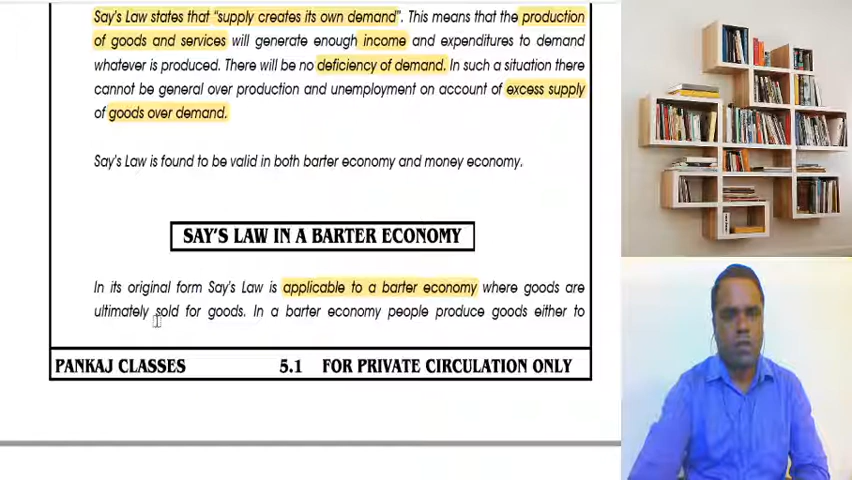 Say's Law states that "supply creates its own demand". This means that the production
of goods and services will generate enough income and expenditures to demand
whatever is produced. There will be no deficiency of demand. In such a situation there
cannot be general over production and unemployment on account of excess supply
of goods over demand.
Say's Law is found to be valid in both barter economy and money economy.
SAY'S LAW IN A BARTER ECONOMY
In its original form Say's Law is applicable to a barter economy where goods are
ultimately sold for goods. In a barter economy people produce goods either to
PANKAJ CLASSES 5.1 FOR PRIVATE CIRCULATION ONLY